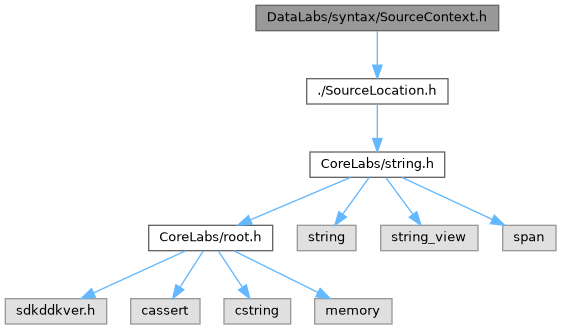 DataLabs/syntax/SourceContext.h
./SourceLocation.h
CoreLabs/string.h
CoreLabs/root.h
string
string_view
span
sdkddkver.h
cassert
cstring
memory